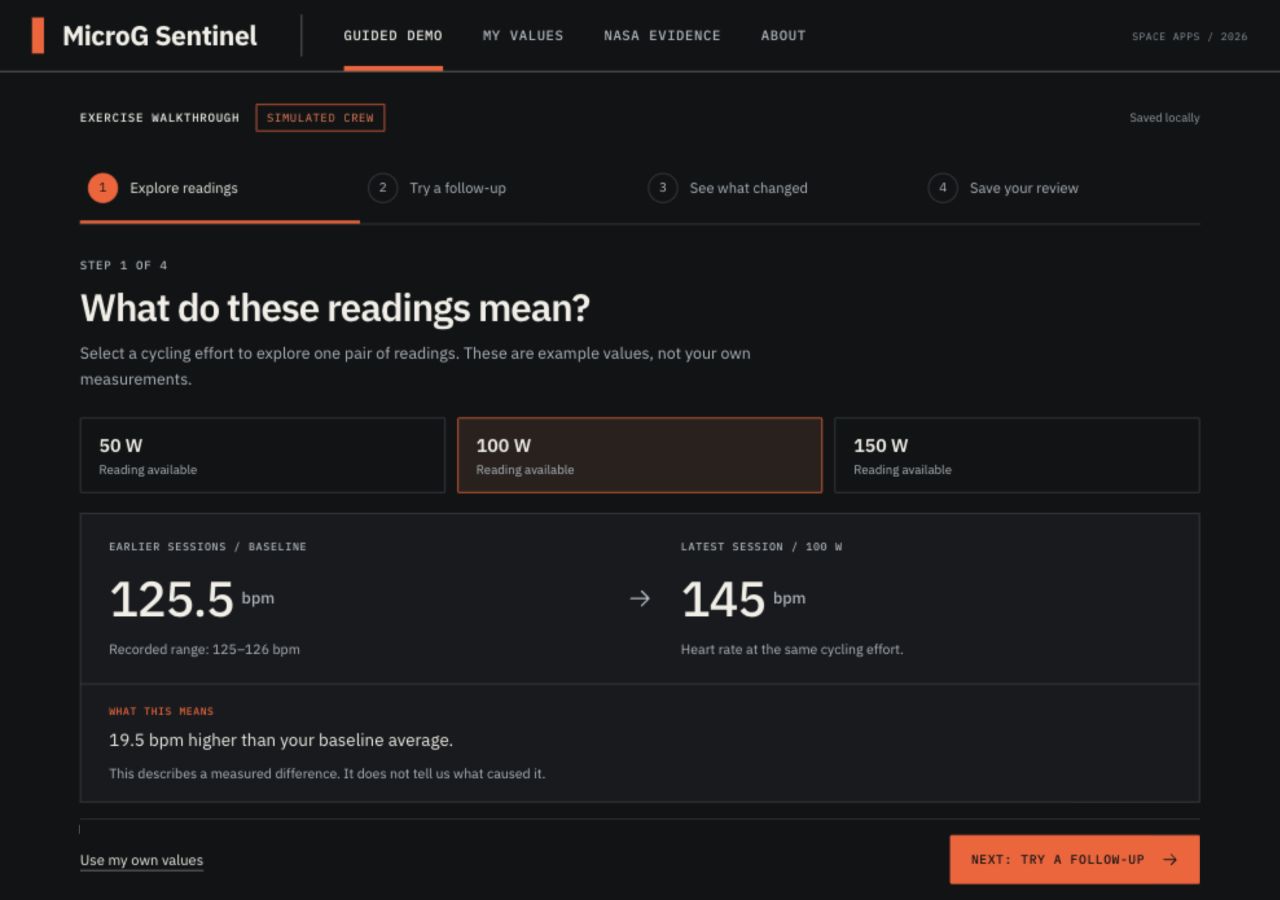 MicroG Sentinel
GUIDED DEMO
MY VALUES
NASA EVIDENCE
ABOUT
SPACE APPS / 2026
EXERCISE WALKTHROUGH
SIMULATED CREW
Saved locally
1 Explore readings
2 Try a follow-up
3 See what changed
4 Save your review
STEP 1 OF 4
What do these readings mean?
Select a cycling effort to explore one pair of readings. These are example values, not your own
measurements.
50 W
Reading available
100 W
Reading available
150 W
Reading available
EARLIER SESSIONS / BASELINE
125.5 bpm
Recorded range: 125–126 bpm
→
LATEST SESSION / 100 W
145 bpm
Heart rate at the same cycling effort.
WHAT THIS MEANS
19.5 bpm higher than your baseline average.
This describes a measured difference. It does not tell us what caused it.
Use my own values
NEXT: TRY A FOLLOW-UP →